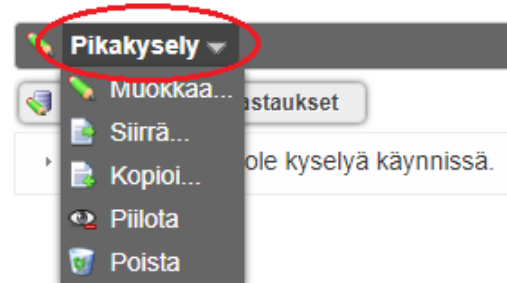 Pikakysely
Muokkaa...
astaukset
Siirrä...
ole kyselyä käynnissä.
Kopioi...
Piilota
Poista